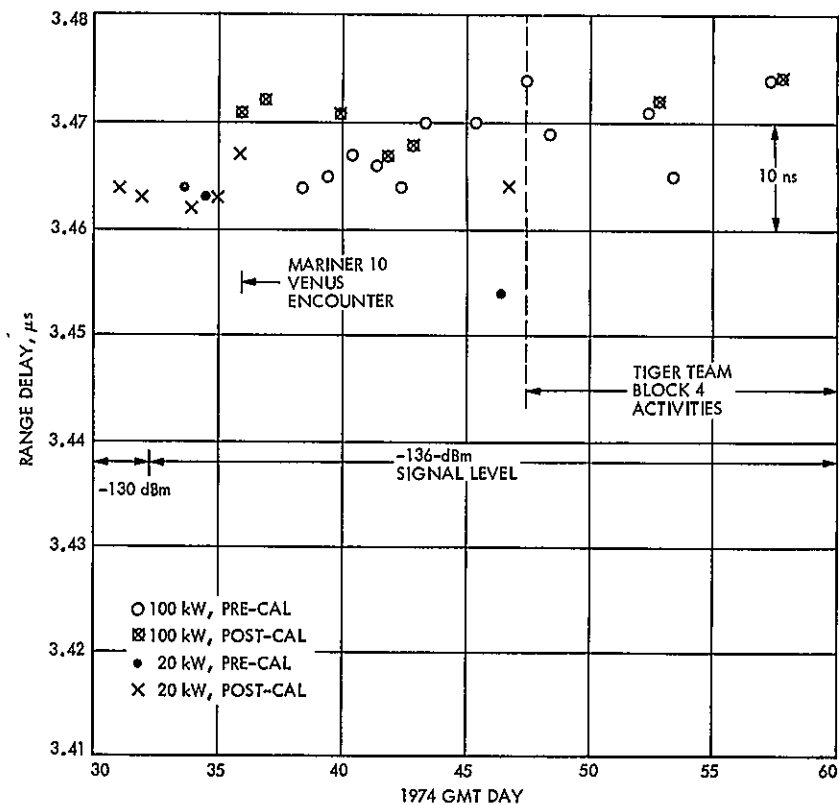 3.48
3.47
3.46
3.45
3.44
3.43
3.42
3.41
RANGE DELAY, μs
10 ns
MARINER 10
VENUS
ENCOUNTER
TIGER TEAM
BLOCK 4
ACTIVITIES
-130 dBm
-136-dBm
SIGNAL LEVEL
100 kW, PRE-CAL
100 kW, POST-CAL
20 kW, PRE-CAL
20 kW, POST-CAL
30 35 40 45 50 55 60
1974 GMT DAY